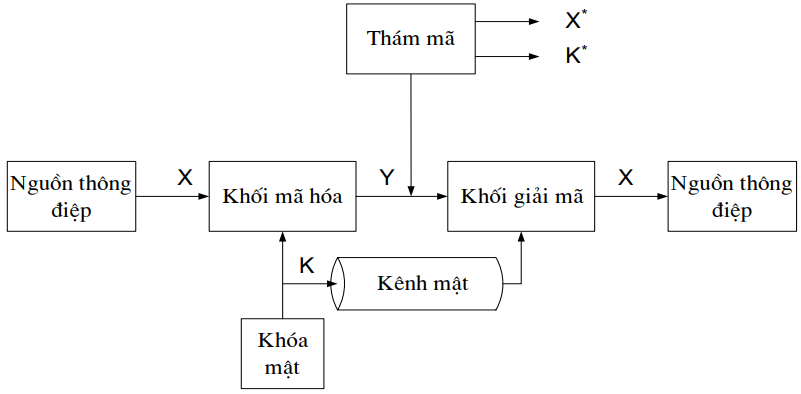 Thám mã
X*
K*
Nguồn thông
điệp
X
Khối mã hóa
Y
Khối giải mã
X
Nguồn thông
điệp
K
Kênh mật
Khóa
mật